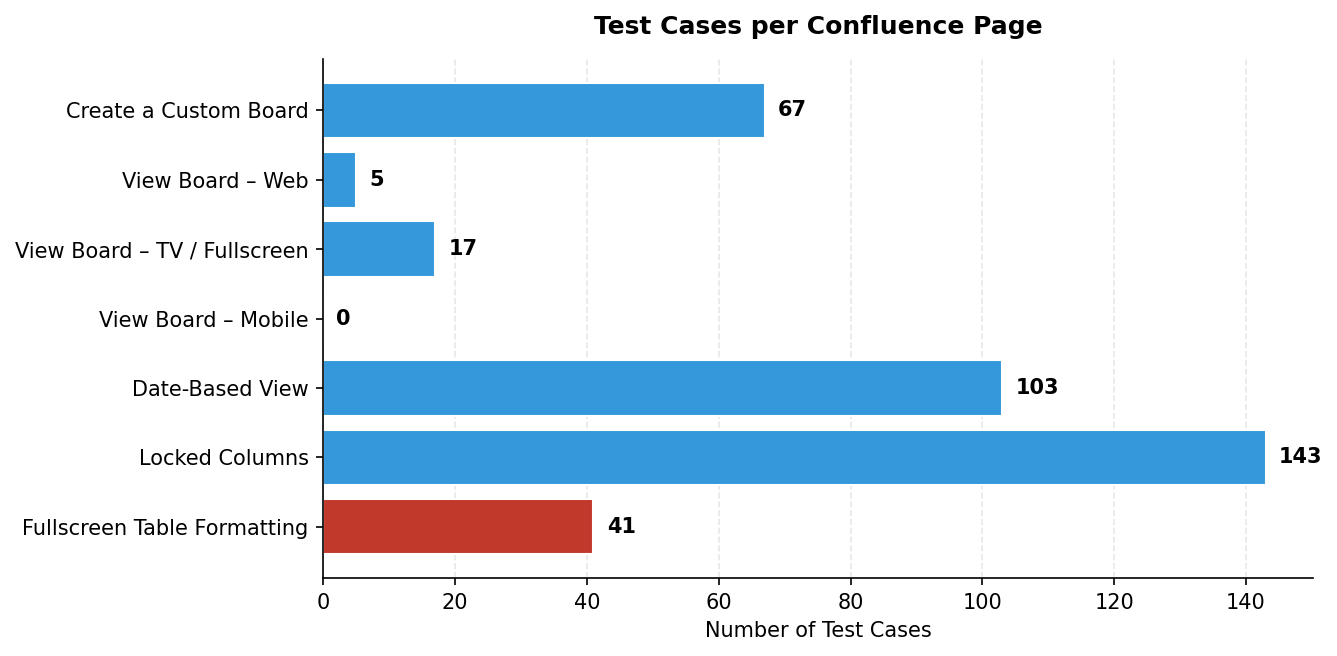 Test Cases per Confluence Page
Create a Custom Board 67
View Board – Web 5
View Board – TV / Fullscreen 17
View Board – Mobile 0
Date-Based View 103
Locked Columns 143
Fullscreen Table Formatting 41
0 20 40 60 80 100 120 140
Number of Test Cases